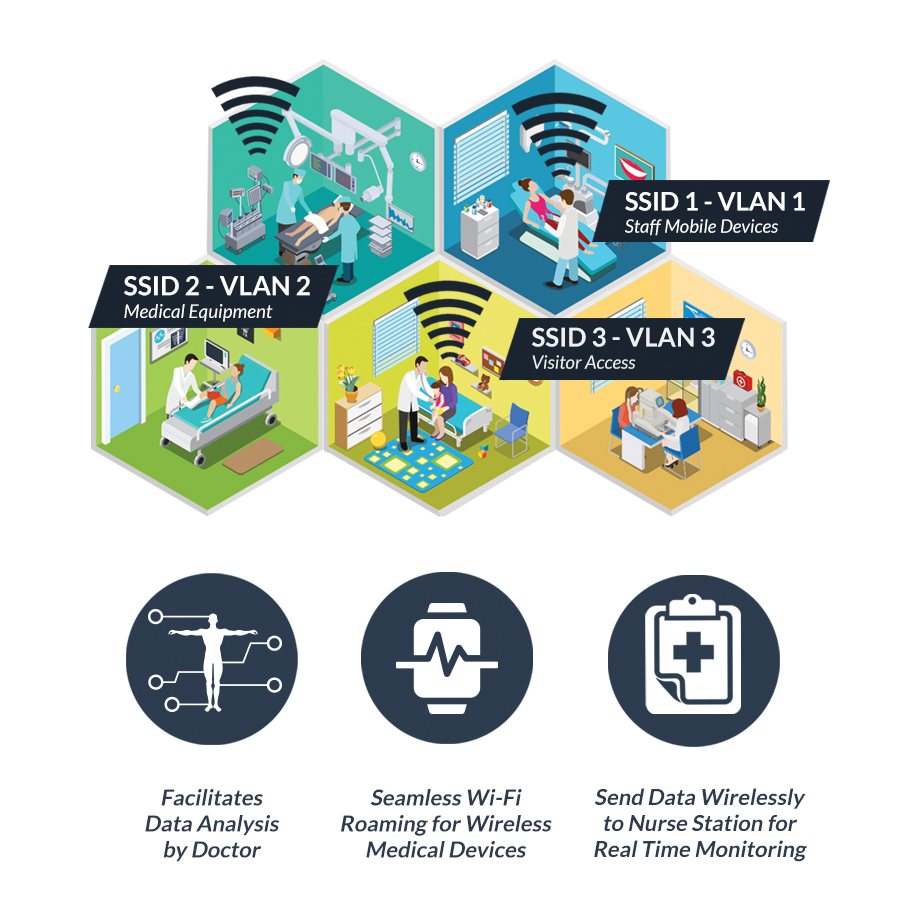 SSID 1 - VLAN 1
Staff Mobile Devices
SSID 2 - VLAN 2
Medical Equipment
SSID 3 - VLAN 3
Visitor Access
Facilitates
Data Analysis
by Doctor
Seamless Wi-Fi
Roaming for Wireless
Medical Devices
Send Data Wirelessly
to Nurse Station for
Real Time Monitoring